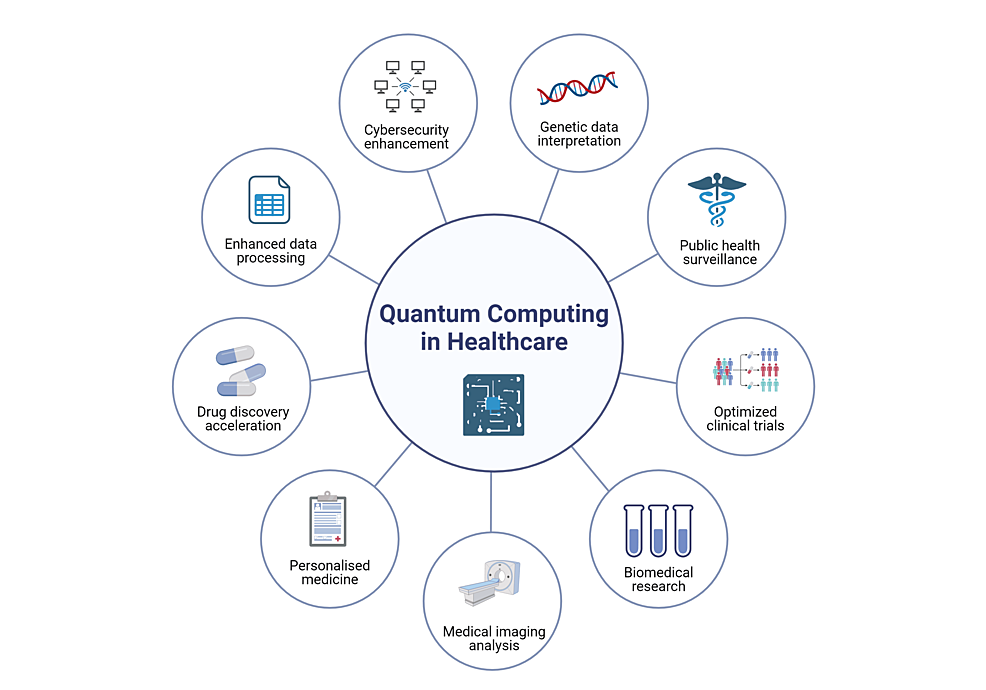 Cybersecurity
enhancement
Genetic data
interpretation
Enhanced data
processing
Public health
surveillance
Quantum Computing
in Healthcare
Drug discovery
acceleration
Optimized
clinical trials
Personalised
medicine
Biomedical
research
Medical imaging
analysis